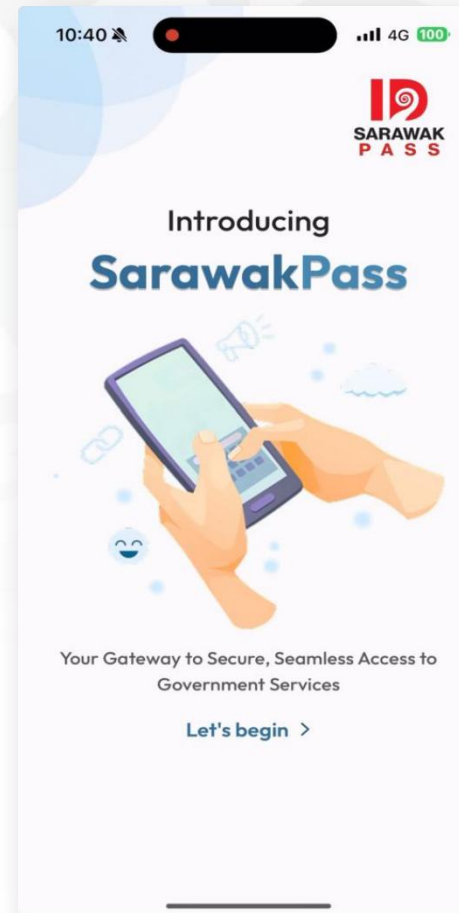 10:40
4G 100
ID
SARAWAK
PASS
Introducing
SarawakPass
Your Gateway to Secure, Seamless Access to
Government Services
Let's begin >